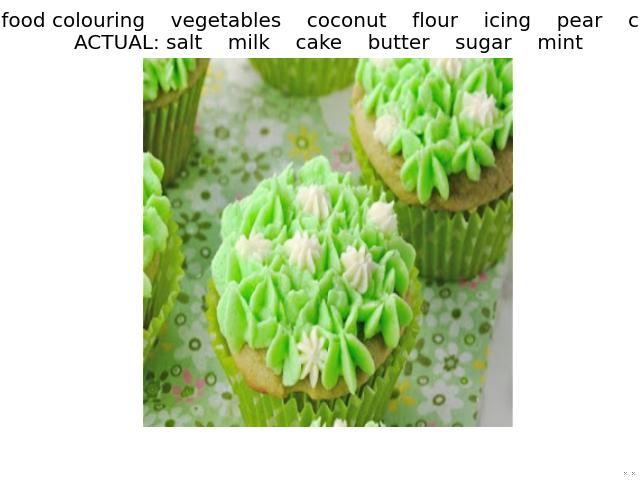 food colouring vegetables coconut flour icing pear c
ACTUAL: salt milk cake butter sugar mint